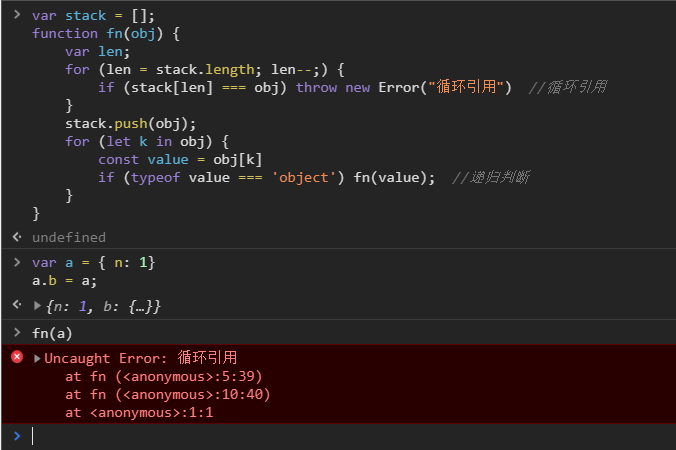 var stack = [];
function fn(obj) {
    var len;
    for (len = stack.length; len--;) {
        if (stack[len] === obj) throw new Error("循环引用")  //循环引用
    }
    stack.push(obj);
    for (let k in obj) {
        const value = obj[k]
        if (typeof value === 'object') fn(value);  //递归判断
    }
}
undefined
var a = { n: 1}
a.b = a;
{n: 1, b: {…}}
fn(a)
Uncaught Error: 循环引用
    at fn (<anonymous>:5:39)
    at fn (<anonymous>:10:40)
    at <anonymous>:1:1